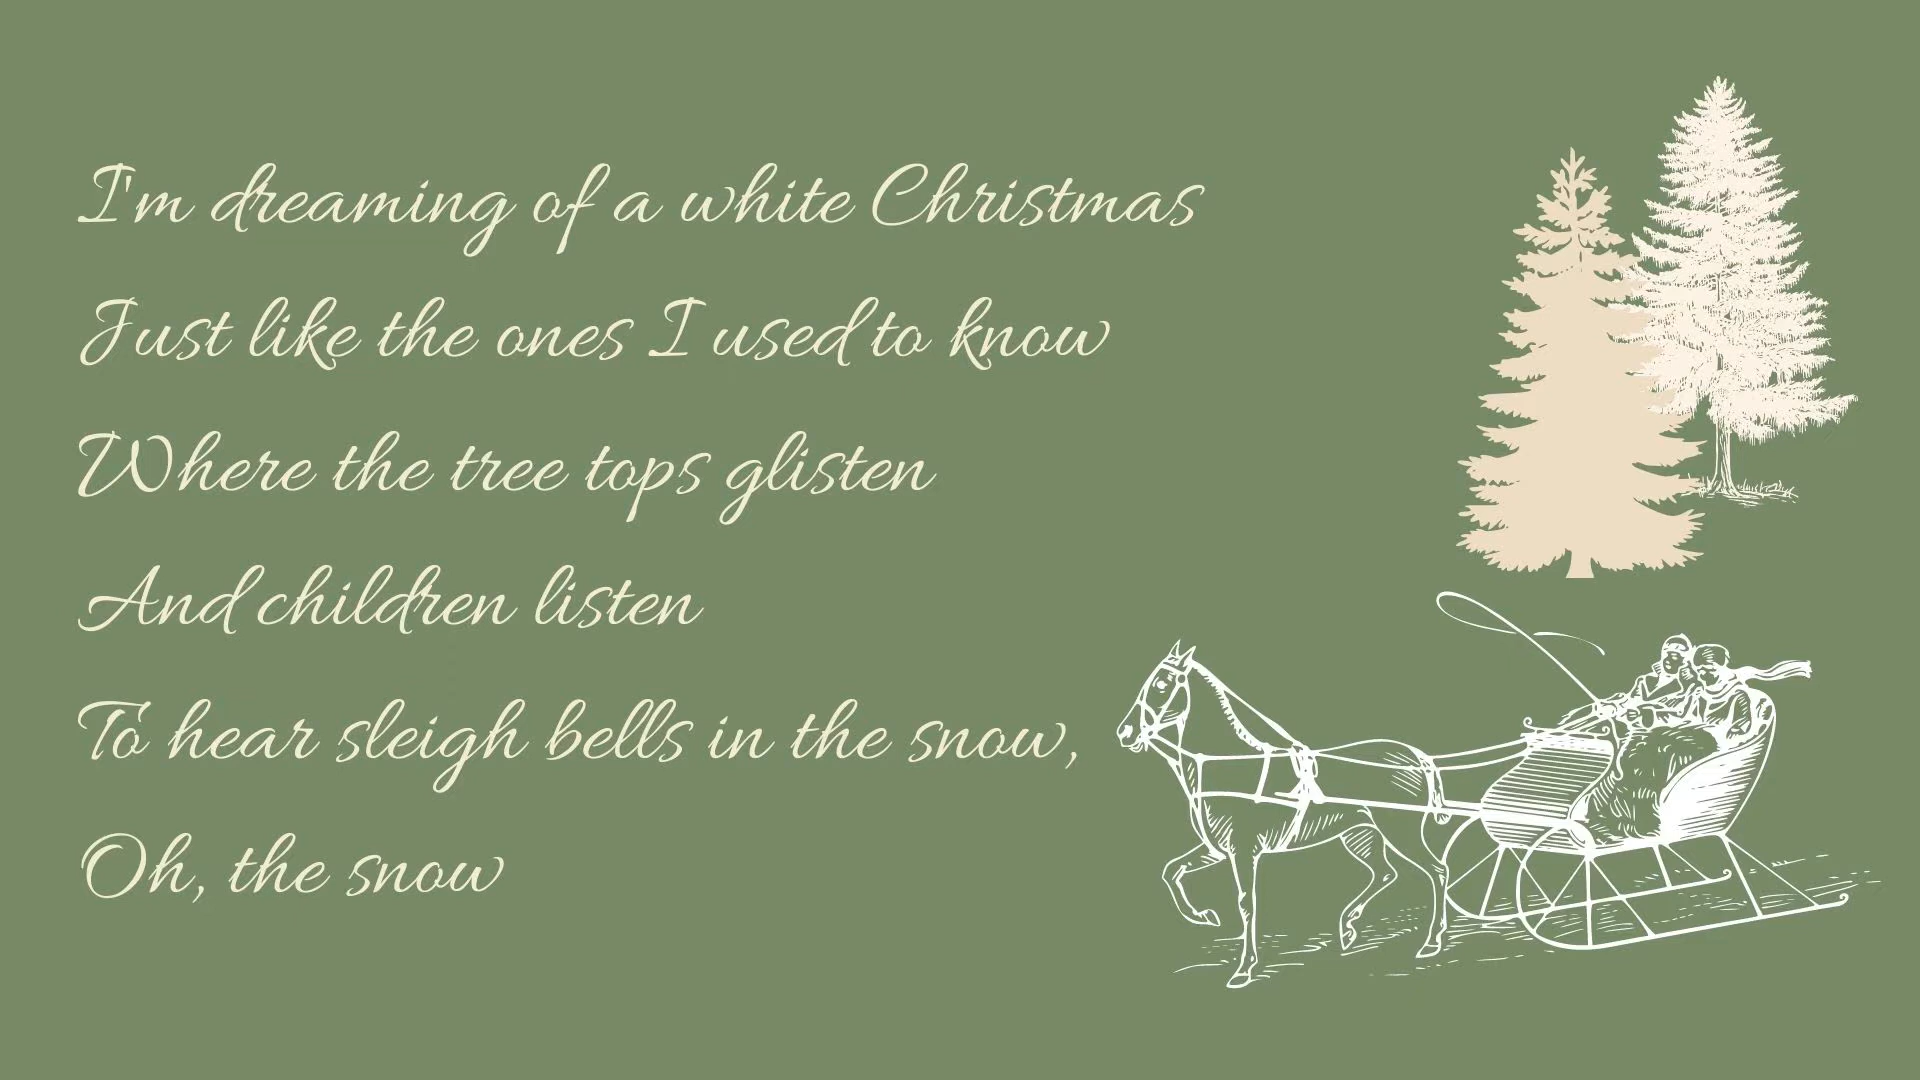 I'm dreaming of a white Christmas
Just like the ones I used to know
Where the tree tops glisten
And children listen
To hear sleigh bells in the snow,
Oh, the snow